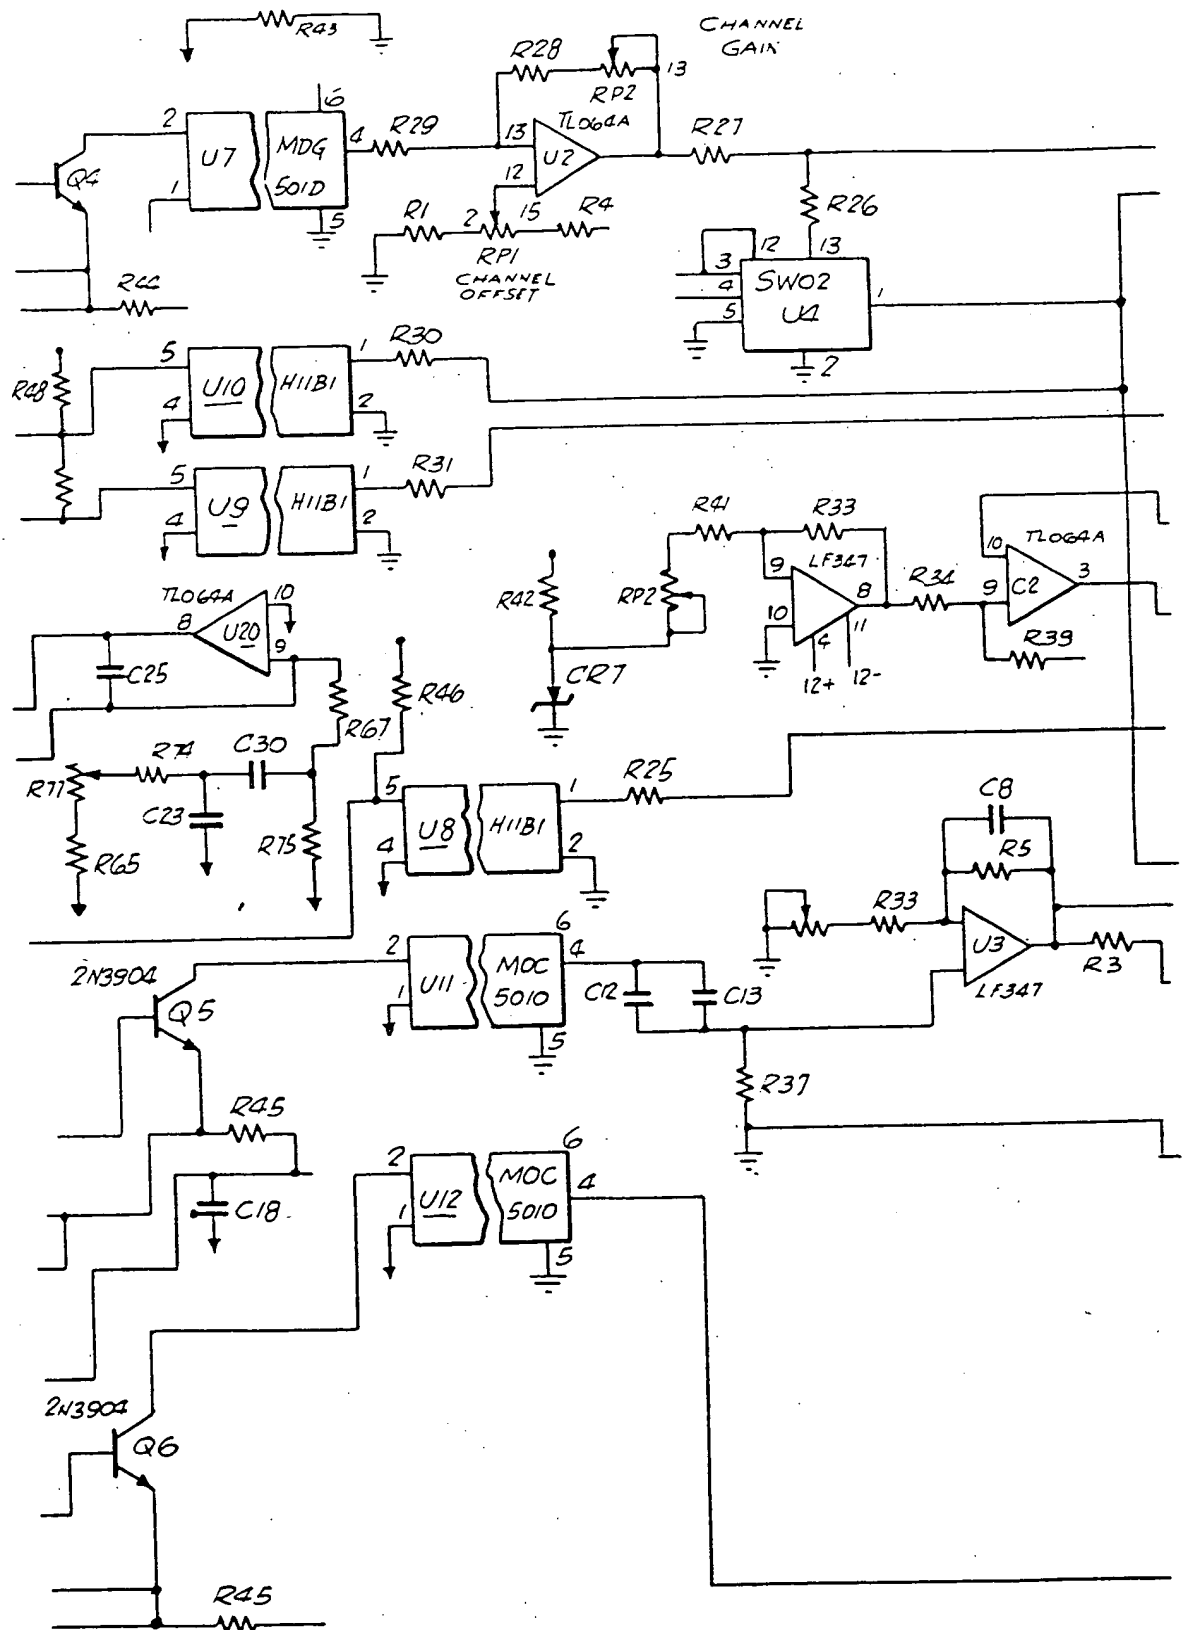 R43
CHANNEL
GAIN
R28
RP2
13
6
2
U7
MDG
501D
4
R29
13
TL064A
U2
12
R27
Q4
1
5
R1
2
15
R4
RP1
CHANNEL
OFFSET
R26
12
13
3
4
5
SW02
U4
1
2
R44
R48
5
4
U10
H11B1
1
2
R30
5
4
U9
H11B1
1
2
R31
R41
R33
LF347
9
10
8
4
11
12+
12-
R42
RP2
CR7
R34
TL064A
10
9
C2
3
R39
TL064A
8
U20
10
9
C25
R67
R46
R77
R74
C30
C23
R65
R75
5
4
U8
H11B1
1
2
R25
C8
R5
R33
U3
LF347
R3
2N3904
Q5
2
1
U11
MOC
5010
6
4
5
C12
C13
R37
R45
C18
2
1
U12
MOC
5010
6
4
5
2N3904
Q6
R45